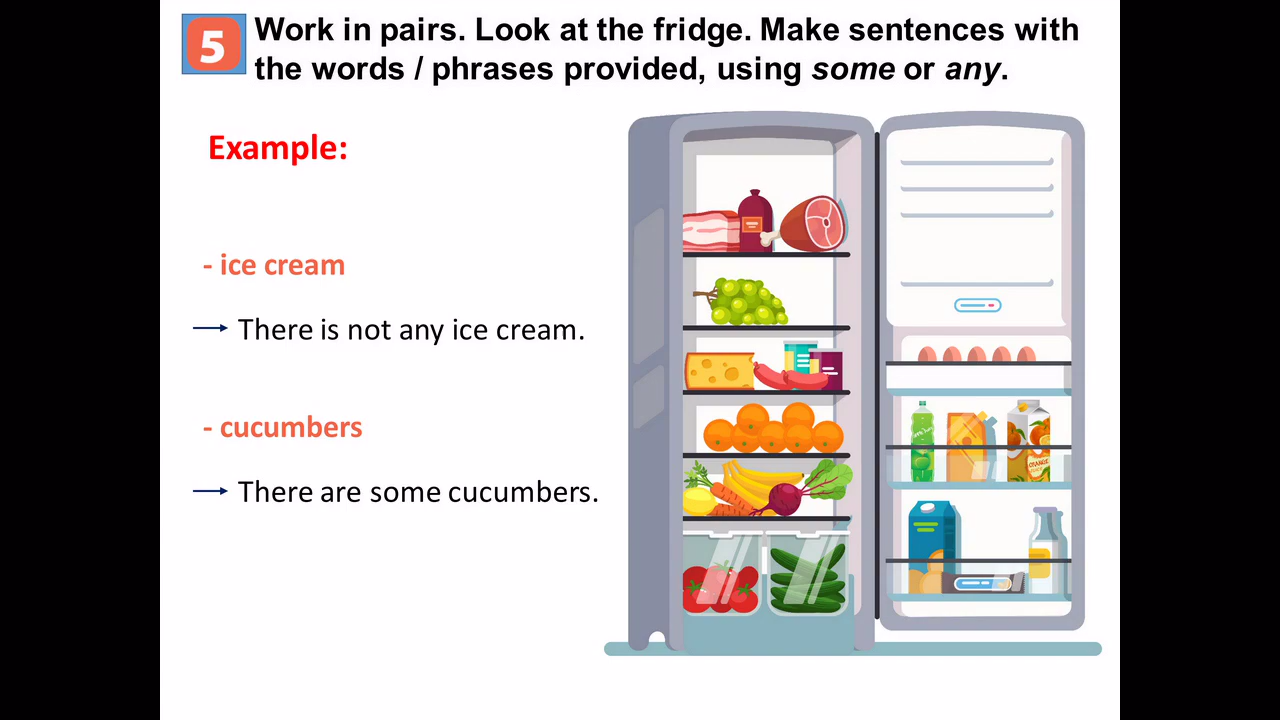 5
Work in pairs. Look at the fridge. Make sentences with
the words / phrases provided, using some or any.
Example:
- ice cream
There is not any ice cream.
- cucumbers
There are some cucumbers.
ORANGE